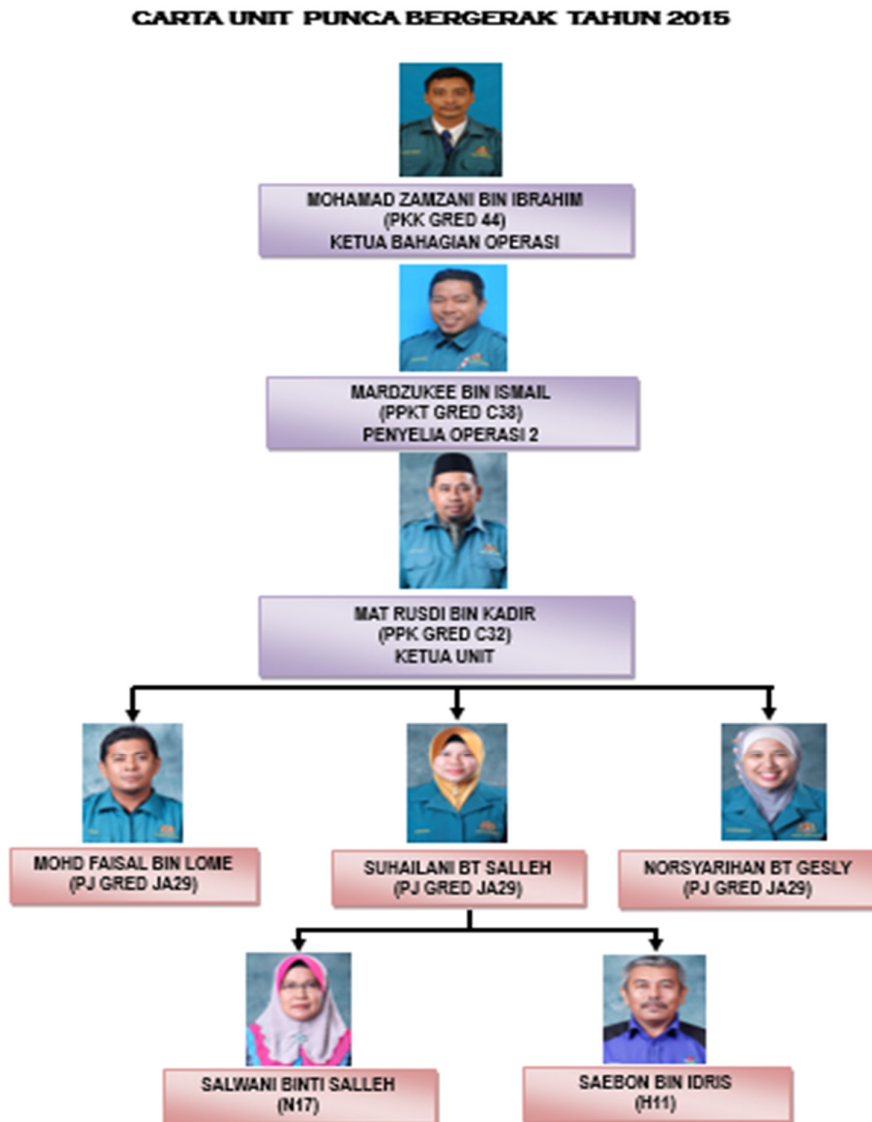 CARTA UNIT PUNCA BERGERAK TAHUN 2015
MOHAMAD ZAMZANI BIN IBRAHIM
(PKK GRED 44)
KETUA BAHAGIAN OPERASI
MARDZUKEE BIN ISMAIL
(PPKT GRED C38)
PENYELIA OPERASI 2
MAT RUSDI BIN KADIR
(PPK GRED C32)
KETUA UNIT
MOHD FAISAL BIN LOME
(PJ GRED JA29)
SUHAILANI BT SALLEH
(PJ GRED JA29)
NORSYARIHAN BT GESLY
(PJ GRED JA29)
SALWANI BINTI SALLEH
(N17)
SAEBON BIN IDRIS
(H11)